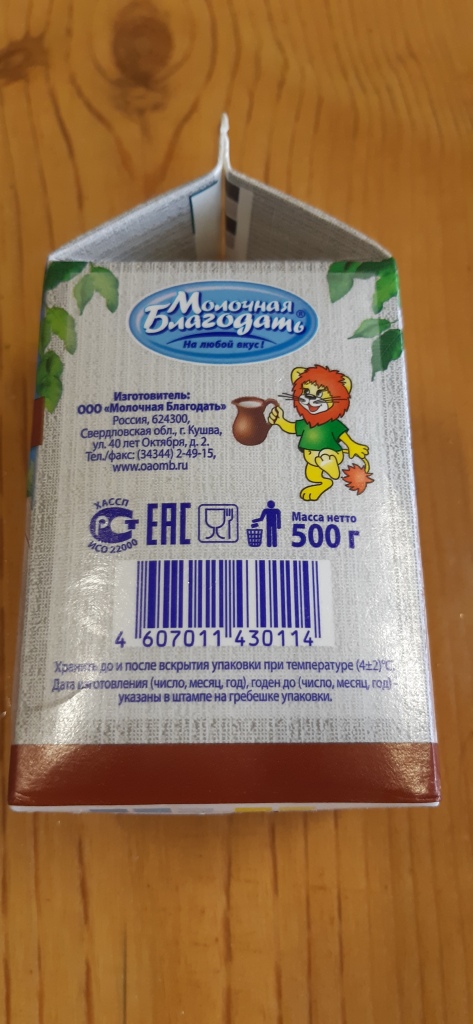 Молочная
Благодать®
На любой вкус!
Изготовитель:
ООО «Молочная Благодать»
Россия, 624300,
Свердловская обл., г. Кушва,
ул. 40 лет Октября, д. 2.
Тел./факс: (34344) 2-49-15,
www.oaomb.ru
ХАССП
РСТ
ИСО 22000
ЕАС
Масса нетто
500 г
4 607011 430114
Хранить до и после вскрытия упаковки при температуре (4±2)°С.
Дата изготовления (число, месяц, год), годен до (число, месяц, год) -
указаны в штампе на гребешке упаковки.